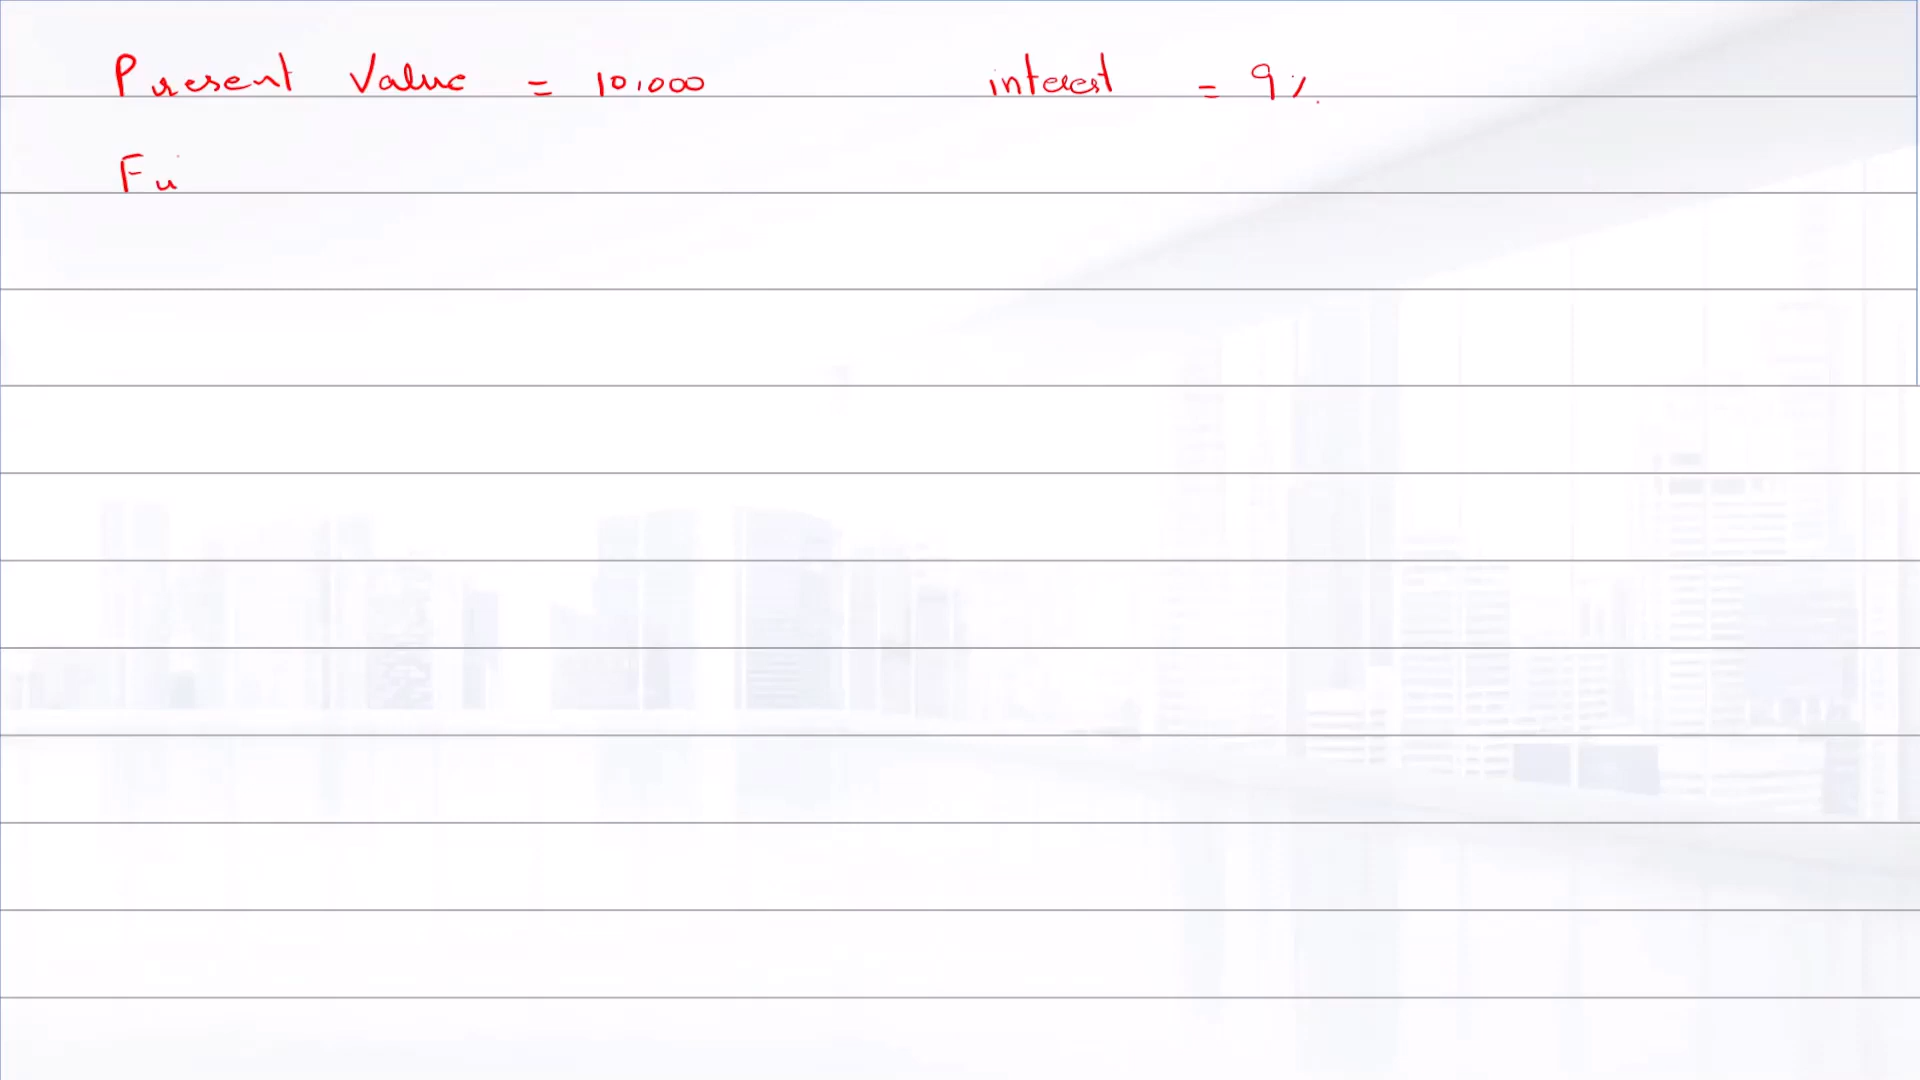 Present Value = 10,000 interest = 9%
Fu